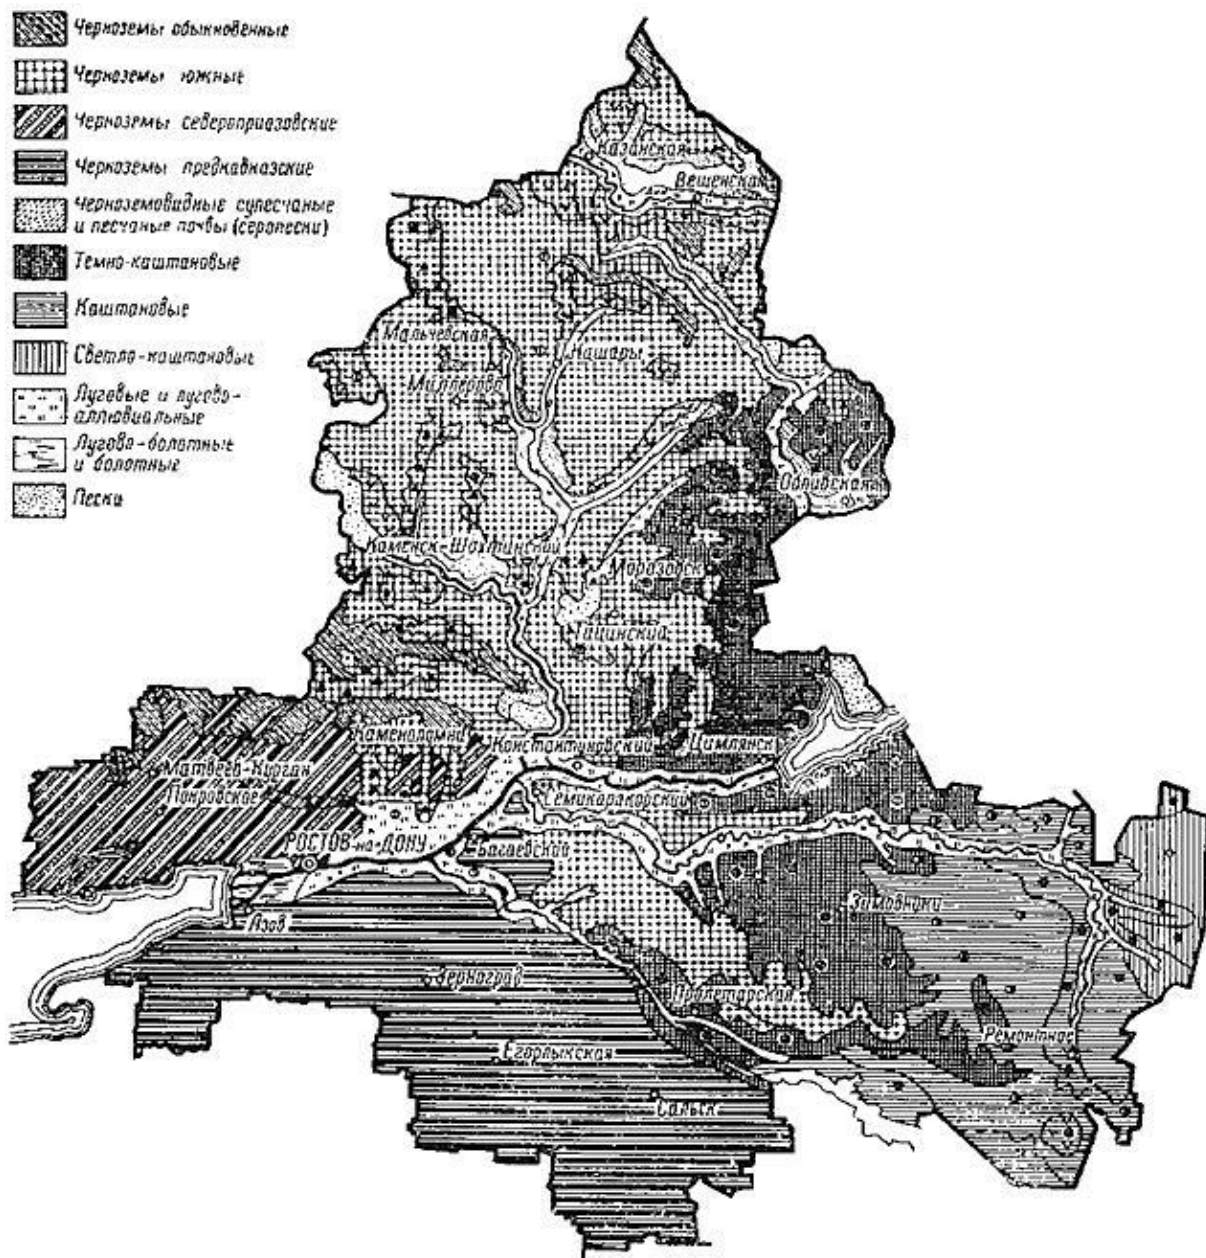 Черноземы обыкновенные
Черноземы южные
Черноземы североприазовские
Черноземы предкавказские
Черноземовидные супесчаные
и песчаные почвы (серопески)
Темно-каштановые
Каштановые
Светло-каштановые
Луговые и лугово-
аллювиальные
Лугово-болотные
и болотные
Пески
Казанская
Вешенская
Мальчевская
Кашары
Миллерово
Обливская
Каменск-Шахтинский
Морозовск
Тацинский
Каменоломни
Константиновский
Цимлянск
Матвеев-Курган
Покровское
Семикаракорский
РОСТОВ-на-ДОНУ
Багаевский
Зимовники
Азов
Зерноград
Пролетарская
Егорлыкская
Ремонтное
Сальск